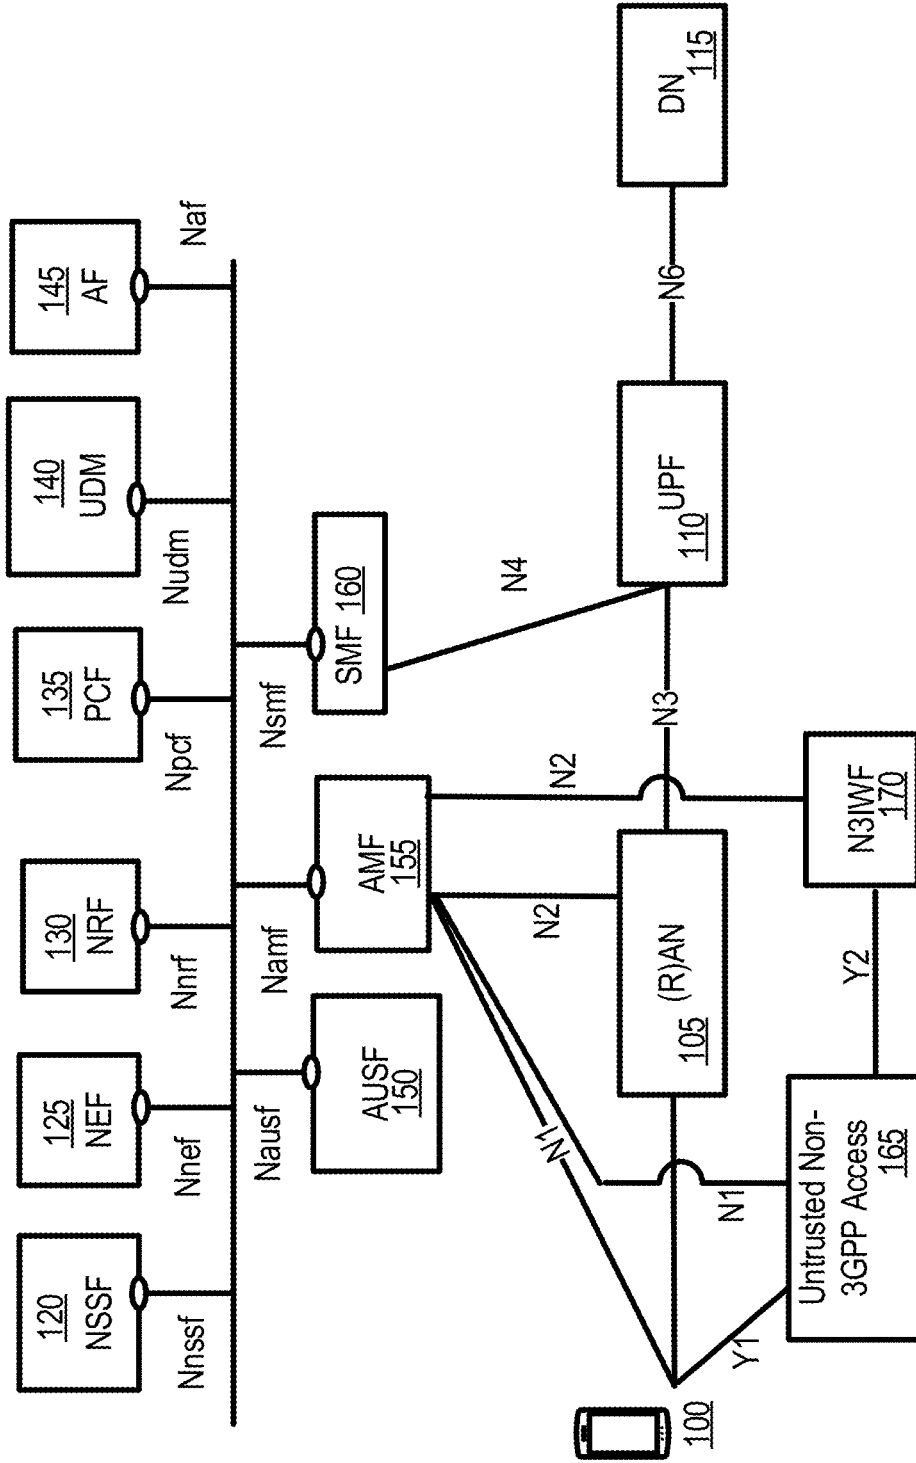 120
NSSF
125
NEF
130
NRF
135
PCF
140
UDM
145
AF
Nnssf
Nnef
Nnrf
Npcf
Nudm
Naf
Nausf
Namf
Nsmf
AUSF
150
AMF
155
SMF 160
N1
N2
N2
N4
100
(R)AN
105
N3
UPF
110
N6
DN
115
Y1
N1
Untrusted Non-
3GPP Access
165
Y2
N3IWF
170